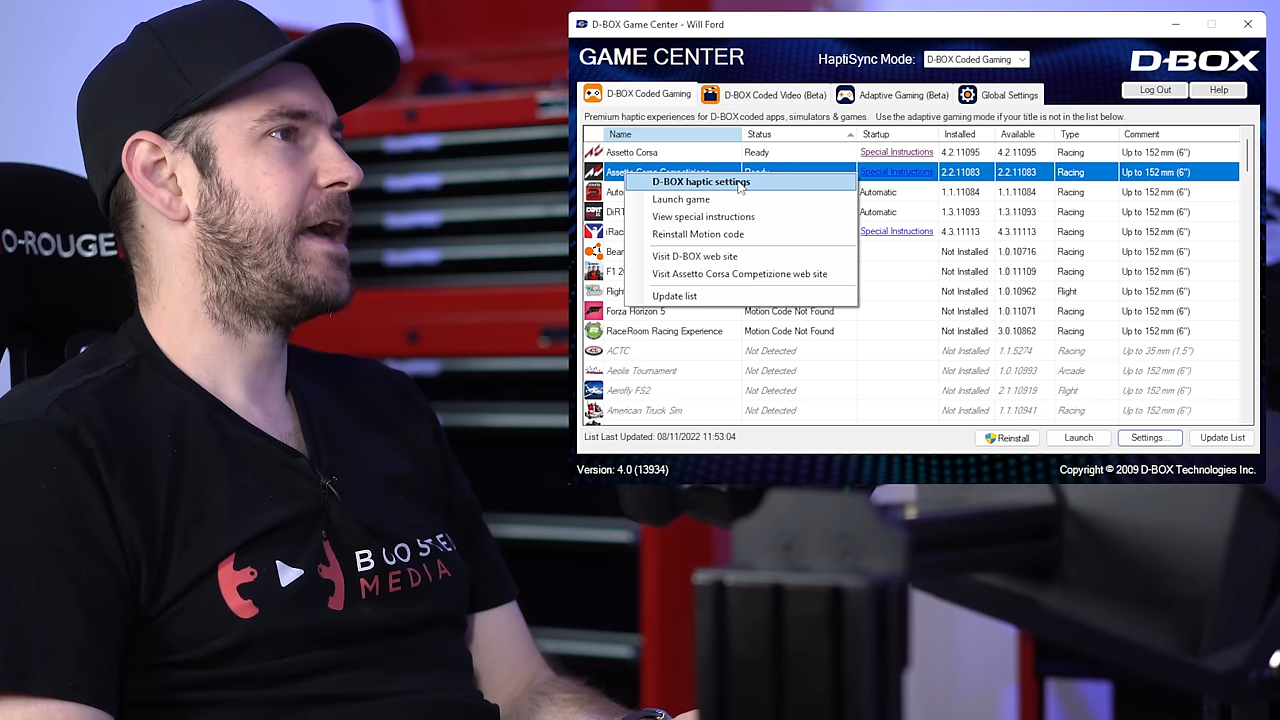 D-BOX Game Center - Will Ford
GAME CENTER
HaptiSync Mode: D-BOX Coded Gaming
D-BOX
D-BOX Coded Gaming D-BOX Coded Video (Beta) Adaptive Gaming (Beta) Global Settings
Log Out Help
Premium haptic experiences for D-BOX coded apps, simulators & games. Use the adaptive gaming mode if your title is not in the list below.
Name Status Startup Installed Available Type Comment
Assetto Corsa Ready Special Instructions 4.2.11095 4.2.11095 Racing Up to 152 mm (6")
Assetto Corsa Competizione Ready Special Instructions 2.2.11083 2.2.11083 Racing Up to 152 mm (6")
Auto Automatic 1.1.11084 1.1.11084 Racing Up to 152 mm (6")
DiR Automatic 1.3.11093 1.3.11093 Racing Up to 152 mm (6")
iRac Special Instructions 4.3.11113 4.3.11113 Racing Up to 152 mm (6")
Bear Not Installed 1.0.10716 Racing Up to 152 mm (6")
F1 20 Not Installed 1.0.11109 Racing Up to 152 mm (6")
Fligh Not Installed 1.0.10962 Flight Up to 152 mm (6")
Forza Horizon 5 Motion Code Not Found Not Installed 1.0.11071 Racing Up to 152 mm (6")
RaceRoom Racing Experience Motion Code Not Found Not Installed 3.0.10862 Racing Up to 152 mm (6")
ACTC Not Detected Not Installed 1.1.5274 Racing Up to 35 mm (1.5")
Aeolis Tournament Not Detected Not Installed 1.0.10993 Arcade Up to 152 mm (6")
Aerofly FS2 Not Detected Not Installed 2.1.10919 Flight Up to 152 mm (6")
American Truck Sim Not Detected Not Installed 1.1.10941 Racing Up to 152 mm (6")
D-BOX haptic settings
Launch game
View special instructions
Reinstall Motion code
Visit D-BOX web site
Visit Assetto Corsa Competizione web site
Update list
List Last Updated: 08/11/2022 11:53:04
Reinstall Launch Settings... Update List
Version: 4.0 (13934)
Copyright © 2009 D-BOX Technologies Inc.
O-ROUGE
BOOSTED
MEDIA